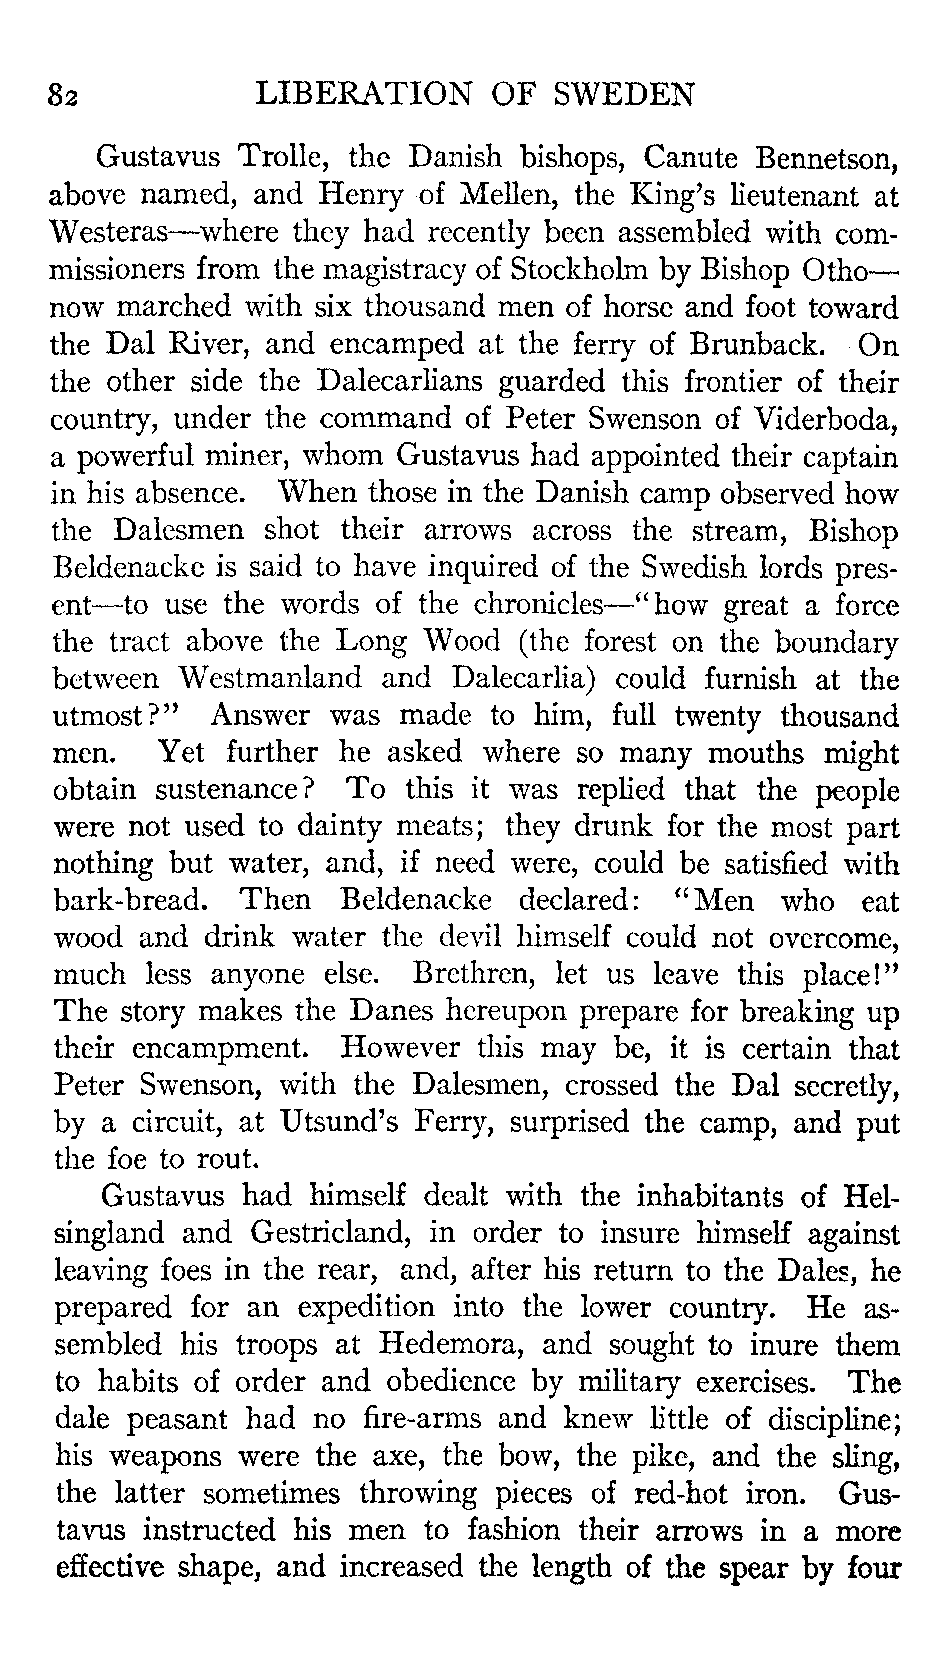 82 LIBERATION OF SWEDEN
Gustavus Trolle, the Danish bishops, Canute Bennetson,
above named, and Henry of Mellen, the King's lieutenant at
Westeras—where they had recently been assembled with com-
missioners from the magistracy of Stockholm by Bishop Otho—
now marched with six thousand men of horse and foot toward
the Dal River, and encamped at the ferry of Brunback. On
the other side the Dalecarlians guarded this frontier of their
country, under the command of Peter Swenson of Viderboda,
a powerful miner, whom Gustavus had appointed their captain
in his absence. When those in the Danish camp observed how
the Dalesmen shot their arrows across the stream, Bishop
Beldenacke is said to have inquired of the Swedish lords pres-
ent—to use the words of the chronicles—"how great a force
the tract above the Long Wood (the forest on the boundary
between Westmanland and Dalecarlia) could furnish at the
utmost?" Answer was made to him, full twenty thousand
men. Yet further he asked where so many mouths might
obtain sustenance? To this it was replied that the people
were not used to dainty meats; they drunk for the most part
nothing but water, and, if need were, could be satisfied with
bark-bread. Then Beldenacke declared: "Men who eat
wood and drink water the devil himself could not overcome,
much less anyone else. Brethren, let us leave this place!"
The story makes the Danes hereupon prepare for breaking up
their encampment. However this may be, it is certain that
Peter Swenson, with the Dalesmen, crossed the Dal secretly,
by a circuit, at Utsund's Ferry, surprised the camp, and put
the foe to rout.
Gustavus had himself dealt with the inhabitants of Hel-
singland and Gestricland, in order to insure himself against
leaving foes in the rear, and, after his return to the Dales, he
prepared for an expedition into the lower country. He as-
sembled his troops at Hedemora, and sought to inure them
to habits of order and obedience by military exercises. The
dale peasant had no fire-arms and knew little of discipline;
his weapons were the axe, the bow, the pike, and the sling,
the latter sometimes throwing pieces of red-hot iron. Gus-
tavus instructed his men to fashion their arrows in a more
effective shape, and increased the length of the spear by four